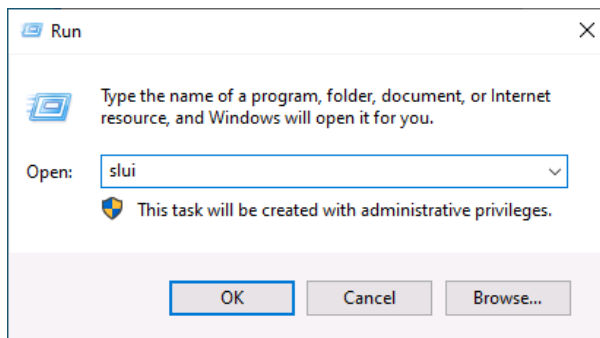 Run
Type the name of a program, folder, document, or Internet
resource, and Windows will open it for you.
Open: slui
This task will be created with administrative privileges.
OK Cancel Browse...